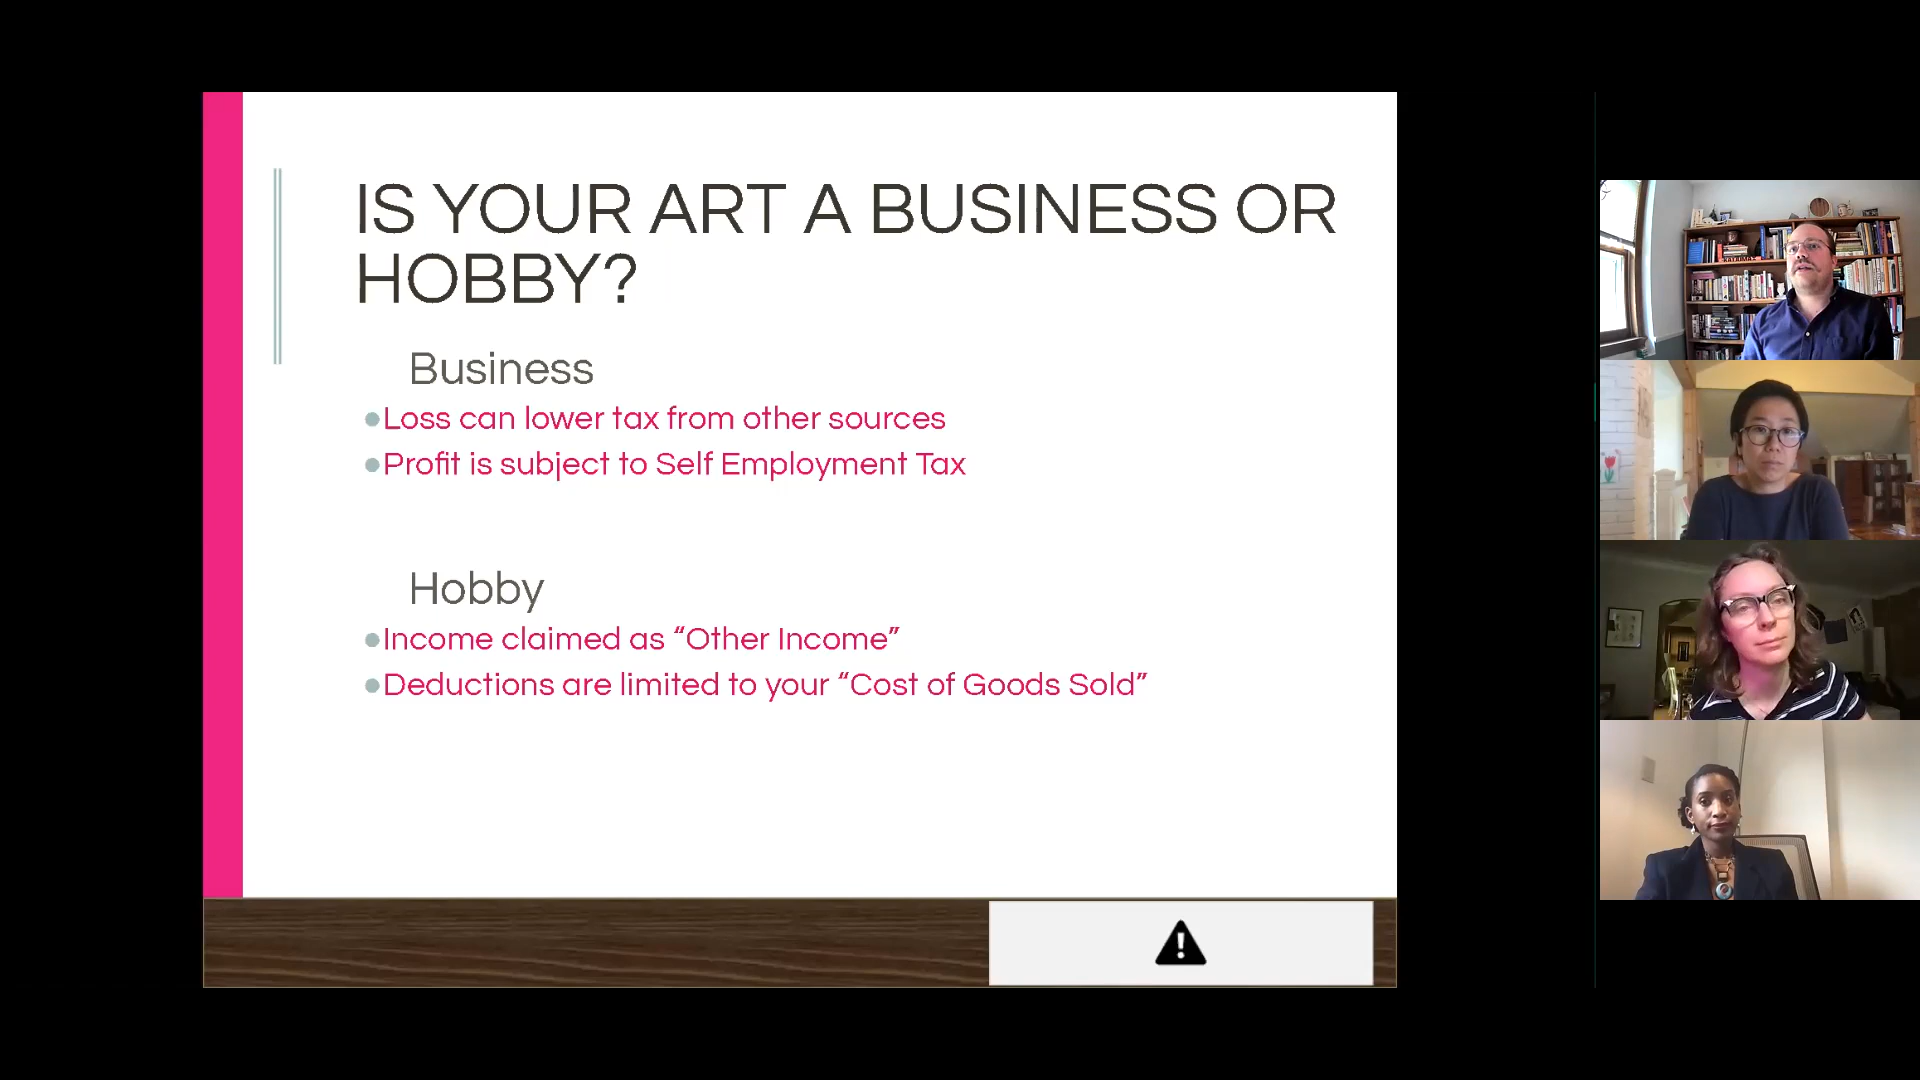 IS YOUR ART A BUSINESS OR
HOBBY?
Business
●Loss can lower tax from other sources
●Profit is subject to Self Employment Tax
Hobby
●Income claimed as “Other Income”
●Deductions are limited to your “Cost of Goods Sold”